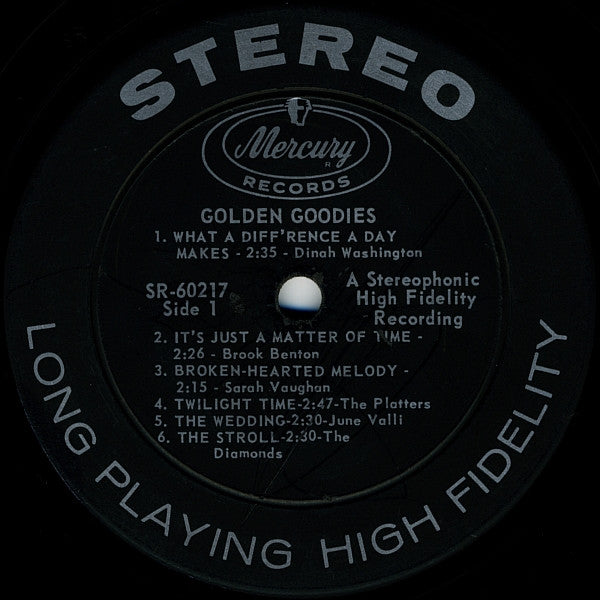 STEREO
Mercury
R
RECORDS
GOLDEN GOODIES
1. WHAT A DIFF'RENCE A DAY
MAKES - 2:35 - Dinah Washington
SR-60217
Side 1
A Stereophonic
High Fidelity
Recording
2. IT'S JUST A MATTER OF TIME -
2:26 - Brook Benton
3. BROKEN-HEARTED MELODY -
2:15 - Sarah Vaughan
4. TWILIGHT TIME-2:47-The Platters
5. THE WEDDING-2:30-June Valli
6. THE STROLL-2:30-The
Diamonds
LONG PLAYING HIGH FIDELITY